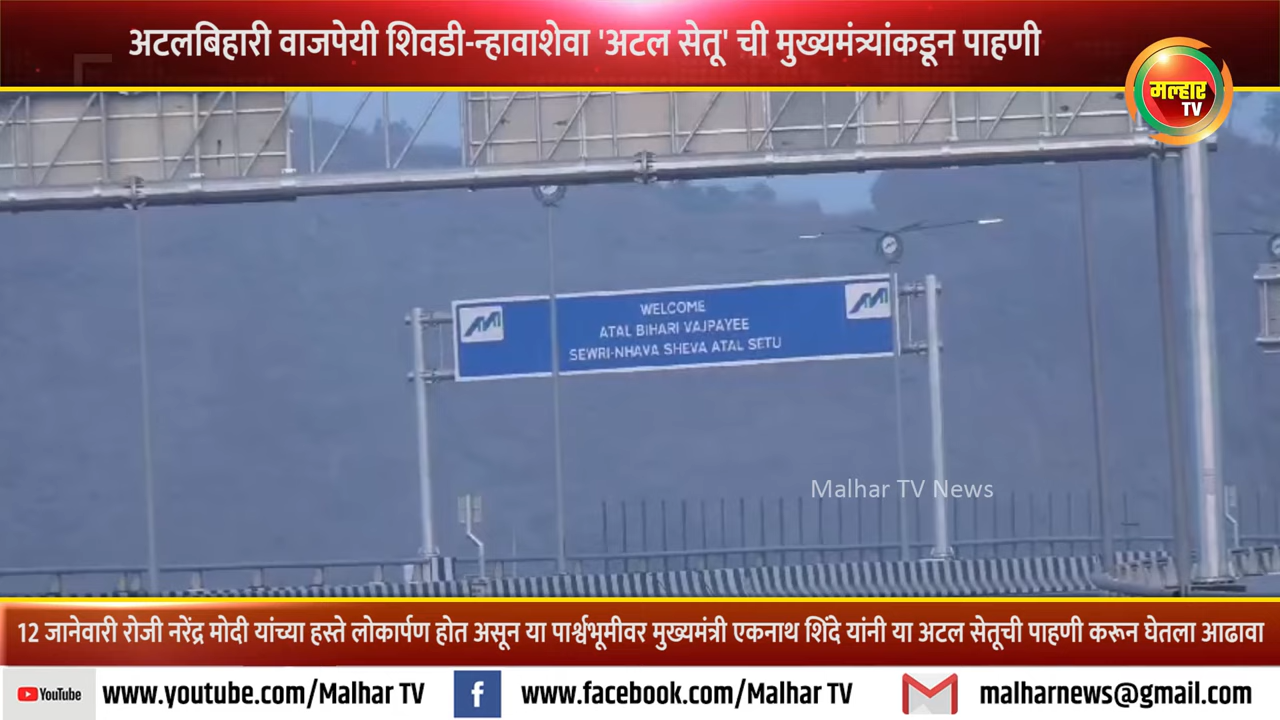 अटलबिहारी वाजपेयी शिवडी-न्हावाशेवा 'अटल सेतू' ची मुख्यमंत्र्यांकडून पाहणी
मल्हार
TV
WELCOME
ATAL BIHARI VAJPAYEE
SEWRI-NHAVA SHEVA ATAL SETU
Malhar TV News
12 जानेवारी रोजी नरेंद्र मोदी यांच्या हस्ते लोकार्पण होत असून या पार्श्वभूमीवर मुख्यमंत्री एकनाथ शिंदे यांनी या अटल सेतूची पाहणी करून घेतला आढावा
YouTube www.youtube.com/Malhar TV www.facebook.com/Malhar TV malharnews@gmail.com